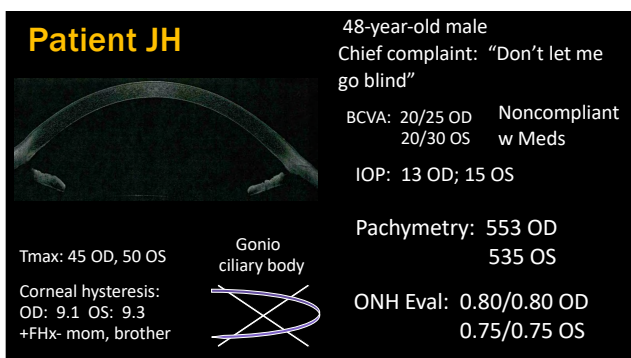 Patient JH
48-year-old male
Chief complaint: “Don’t let me
go blind”
BCVA: 20/25 OD
20/30 OS
Noncompliant
w Meds
IOP: 13 OD; 15 OS
Pachymetry: 553 OD
535 OS
Tmax: 45 OD, 50 OS
Gonio
ciliary body
Corneal hysteresis:
OD: 9.1 OS: 9.3
+FHx- mom, brother
ONH Eval: 0.80/0.80 OD
0.75/0.75 OS